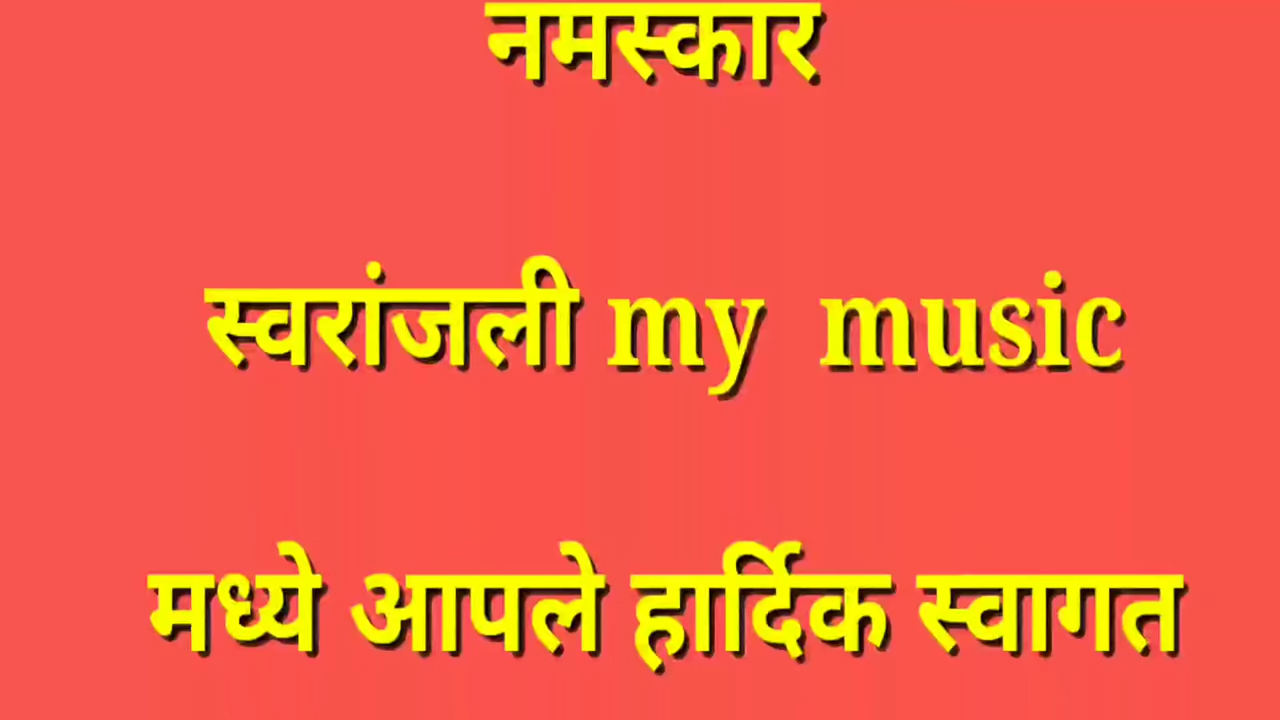 नमस्कार
स्वरांजली my music
मध्ये आपले हार्दिक स्वागत